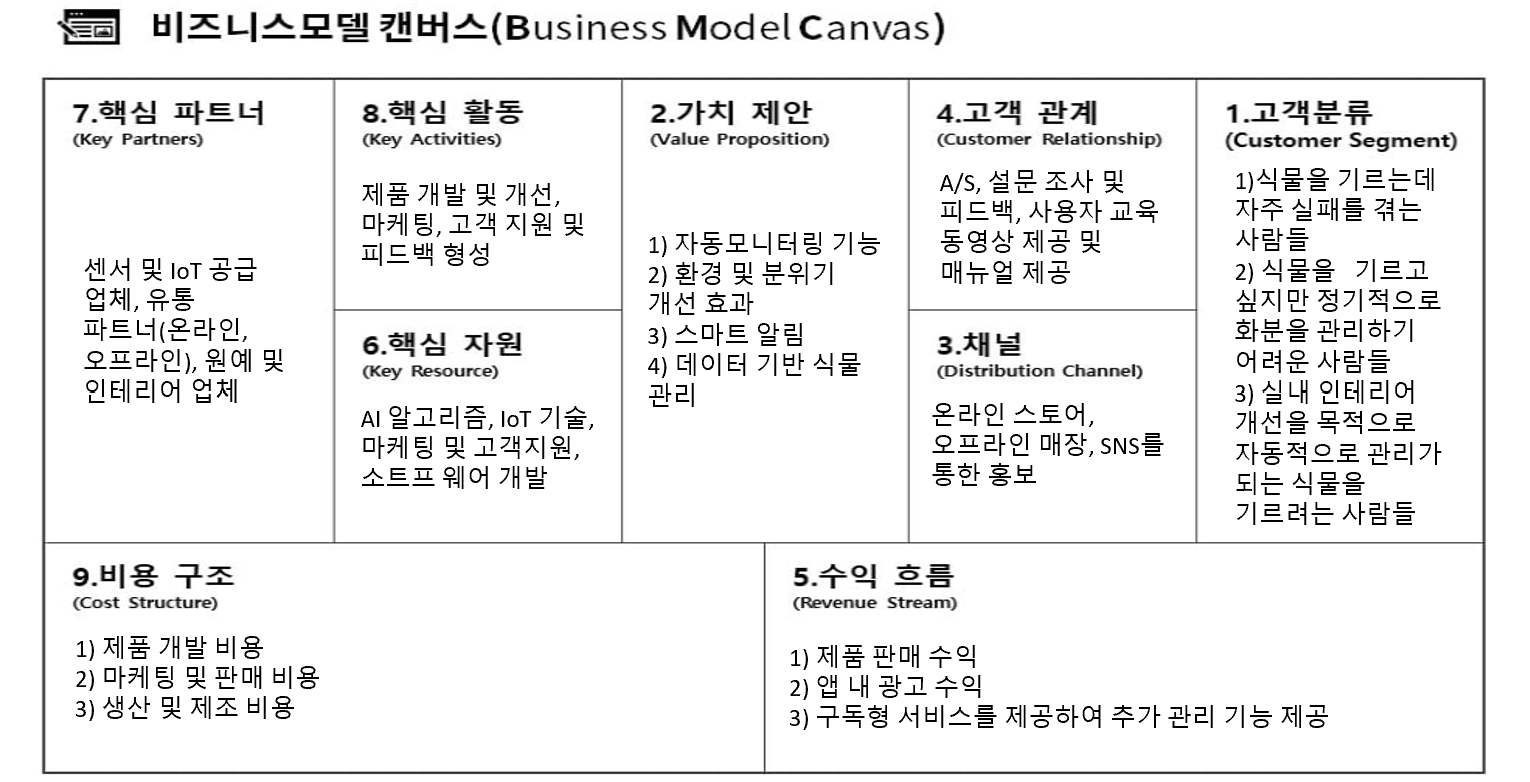 비즈니스모델 캔버스(Business Model Canvas)
7.핵심 파트너
(Key Partners)
센서 및 IoT 공급
업체, 유통
파트너(온라인,
오프라인), 원예 및
인테리어 업체
8.핵심 활동
(Key Activities)
제품 개발 및 개선,
마케팅, 고객 지원 및
피드백 형성
6.핵심 자원
(Key Resource)
AI 알고리즘, IoT 기술,
마케팅 및 고객지원,
소트프 웨어 개발
2.가치 제안
(Value Proposition)
1) 자동모니터링 기능
2) 환경 및 분위기
개선 효과
3) 스마트 알림
4) 데이터 기반 식물
관리
4.고객 관계
(Customer Relationship)
A/S, 설문 조사 및
피드백, 사용자 교육
동영상 제공 및
매뉴얼 제공
3.채널
(Distribution Channel)
온라인 스토어,
오프라인 매장, SNS를
통한 홍보
1.고객분류
(Customer Segment)
1)식물을 기르는데
자주 실패를 겪는
사람들
2) 식물을 기르고
싶지만 정기적으로
화분을 관리하기
어려운 사람들
3) 실내 인테리어
개선을 목적으로
자동적으로 관리가
되는 식물을
기르려는 사람들
9.비용 구조
(Cost Structure)
1) 제품 개발 비용
2) 마케팅 및 판매 비용
3) 생산 및 제조 비용
5.수익 흐름
(Revenue Stream)
1) 제품 판매 수익
2) 앱 내 광고 수익
3) 구독형 서비스를 제공하여 추가 관리 기능 제공